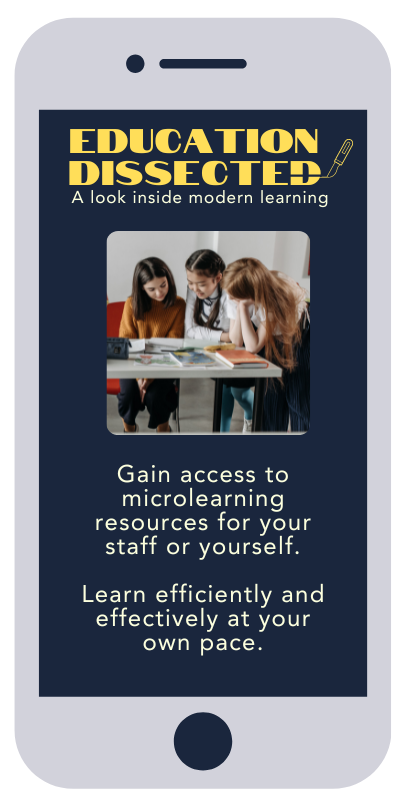 EDUCATION
DISSECTED
A look inside modern learning
Gain access to
microlearning
resources for your
staff or yourself.
Learn efficiently and
effectively at your
own pace.